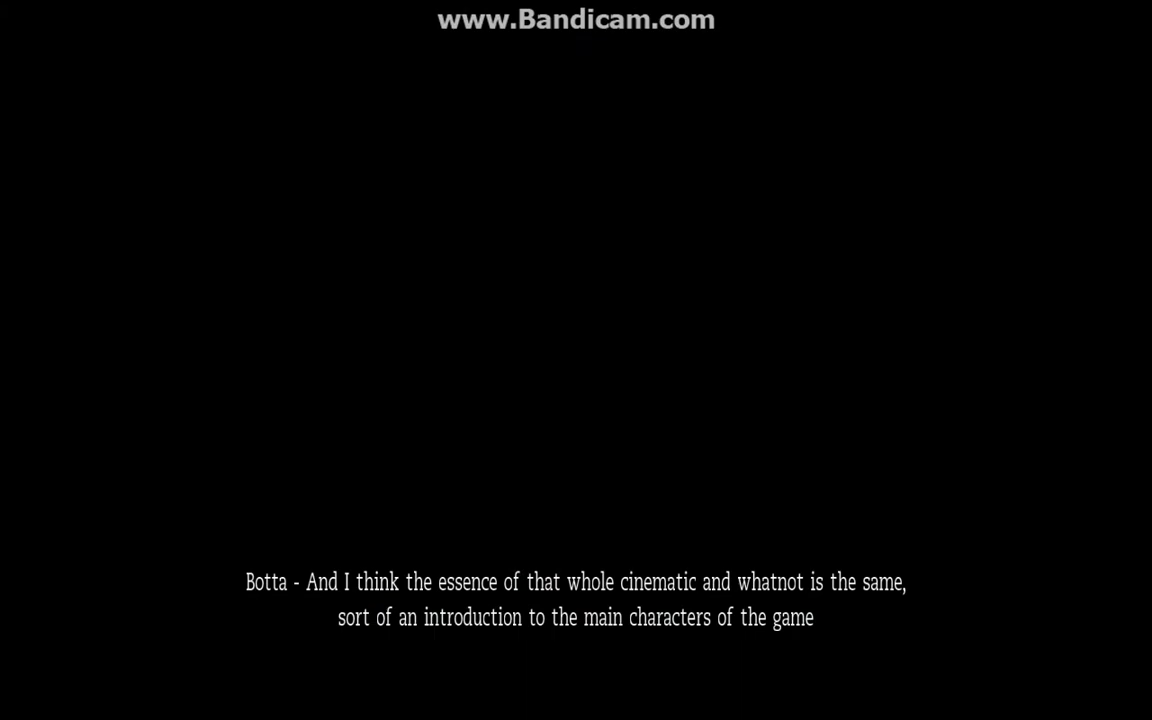 www.Bandicam.com
Botta - And I think the essence of that whole cinematic and whatnot is the same,
sort of an introduction to the main characters of the game